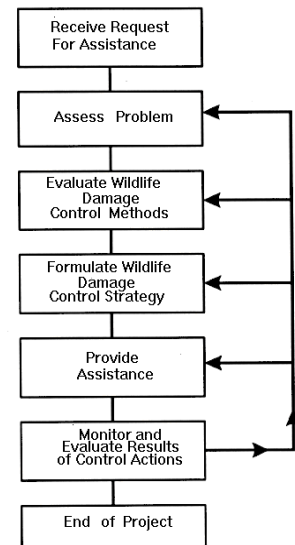 Receive Request
For Assistance
Assess Problem
Evaluate Wildlife
Damage
Control Methods
Formulate Wildlife
Damage
Control Strategy
Provide
Assistance
Monitor and
Evaluate Results
of Control Actions
End of Project